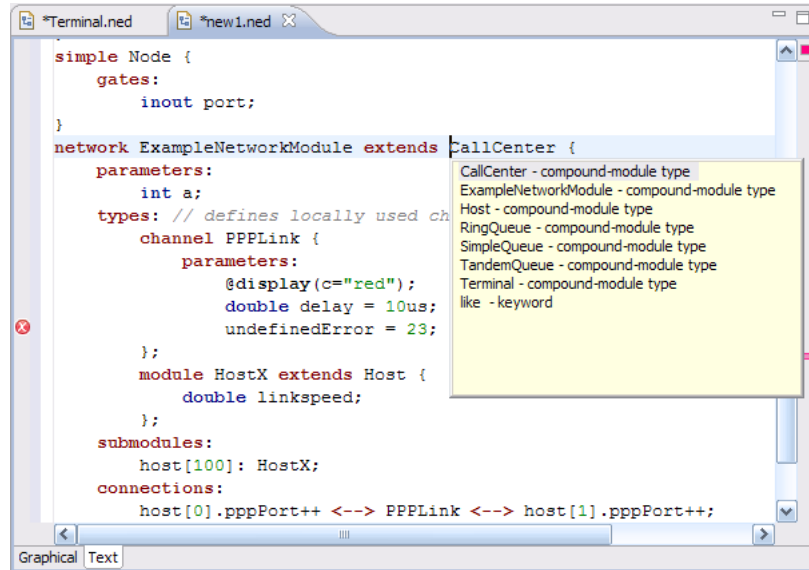 *Terminal.ned
*new1.ned
simple Node {
gates:
inout port;
}
network ExampleNetworkModule extends CallCenter {
parameters:
int a;
types: // defines locally used ch
channel PPPLink {
parameters:
@display(c="red");
double delay = 10us;
undefinedError = 23;
};
module HostX extends Host {
double linkspeed;
};
submodules:
host[100]: HostX;
connections:
host[0].pppPort++ <--> PPPLink <--> host[1].pppPort++;
CallCenter - compound-module type
ExampleNetworkModule - compound-module type
Host - compound-module type
RingQueue - compound-module type
SimpleQueue - compound-module type
TandemQueue - compound-module type
Terminal - compound-module type
like - keyword
Graphical Text